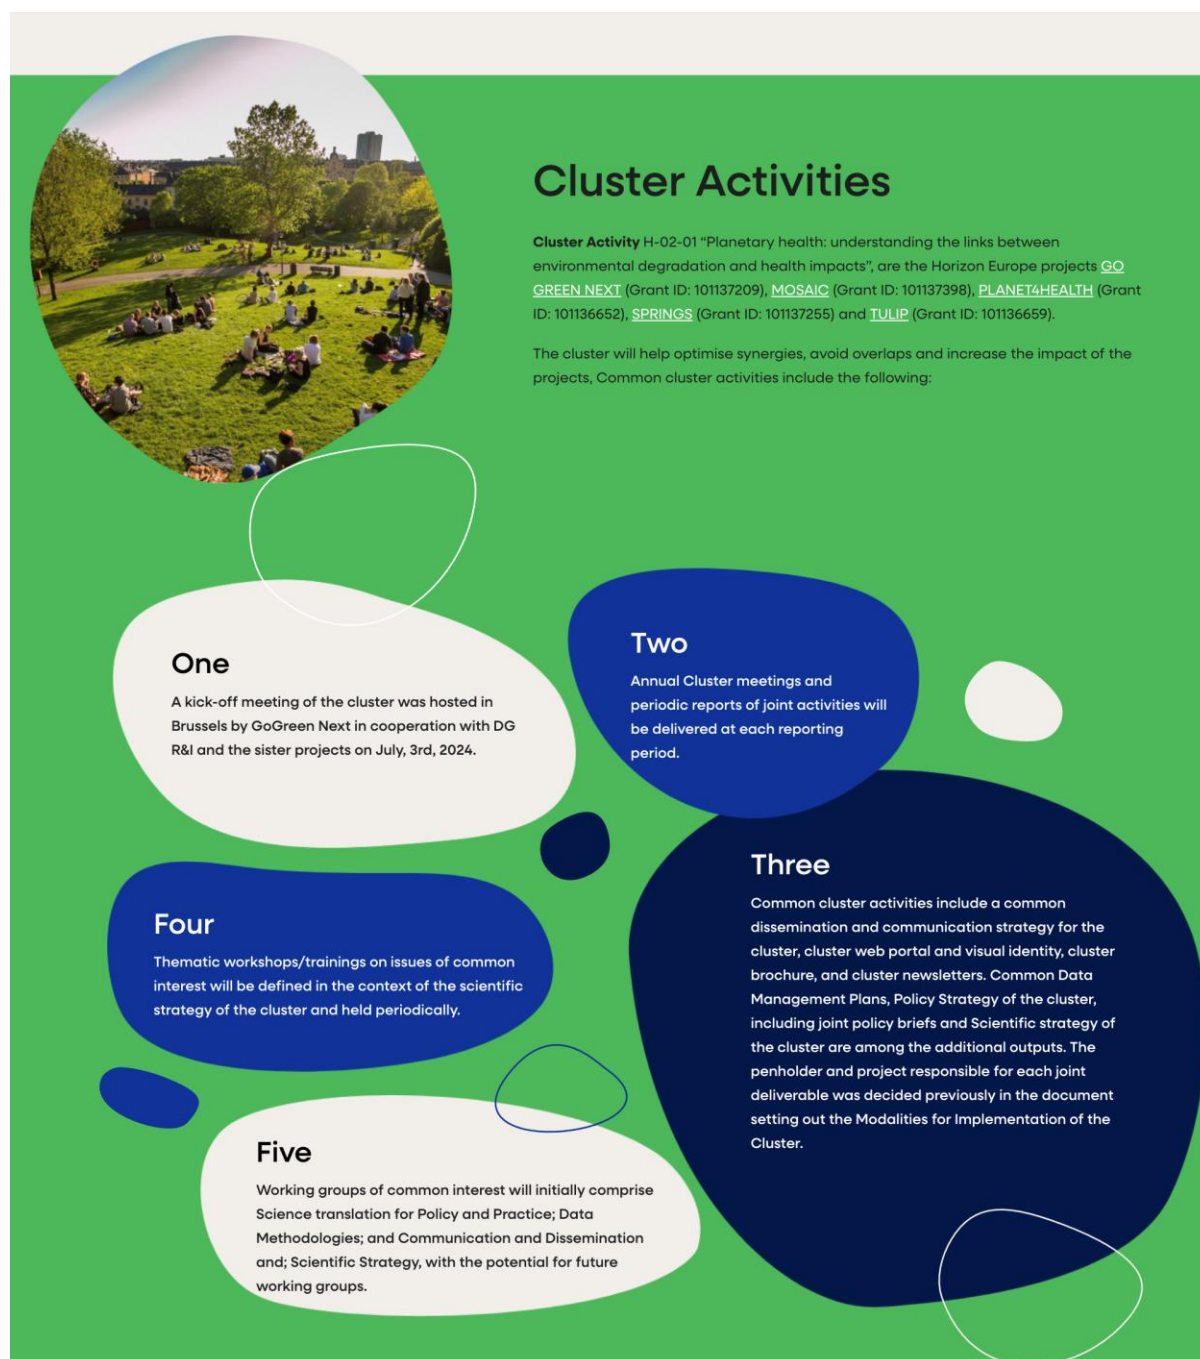 Cluster Activities
Cluster Activity H-02-01 “Planetary health: understanding the links between
environmental degradation and health impacts”, are the Horizon Europe projects GO
GREEN NEXT (Grant ID: 101137209), MOSAIC (Grant ID: 101137398), PLANET4HEALTH (Grant
ID: 101136652), SPRINGS (Grant ID: 101137255) and TULIP (Grant ID: 101136659).
The cluster will help optimise synergies, avoid overlaps and increase the impact of the
projects, Common cluster activities include the following:
One
A kick-off meeting of the cluster was hosted in
Brussels by GoGreen Next in cooperation with DG
R&I and the sister projects on July, 3rd, 2024.
Two
Annual Cluster meetings and
periodic reports of joint activities will
be delivered at each reporting
period.
Three
Common cluster activities include a common
dissemination and communication strategy for the
cluster, cluster web portal and visual identity, cluster
brochure, and cluster newsletters. Common Data
Management Plans, Policy Strategy of the cluster,
including joint policy briefs and Scientific strategy of
the cluster are among the additional outputs. The
penholder and project responsible for each joint
deliverable was decided previously in the document
setting out the Modalities for Implementation of the
Cluster.
Four
Thematic workshops/trainings on issues of common
interest will be defined in the context of the scientific
strategy of the cluster and held periodically.
Five
Working groups of common interest will initially comprise
Science translation for Policy and Practice; Data
Methodologies; and Communication and Dissemination
and; Scientific Strategy, with the potential for future
working groups.